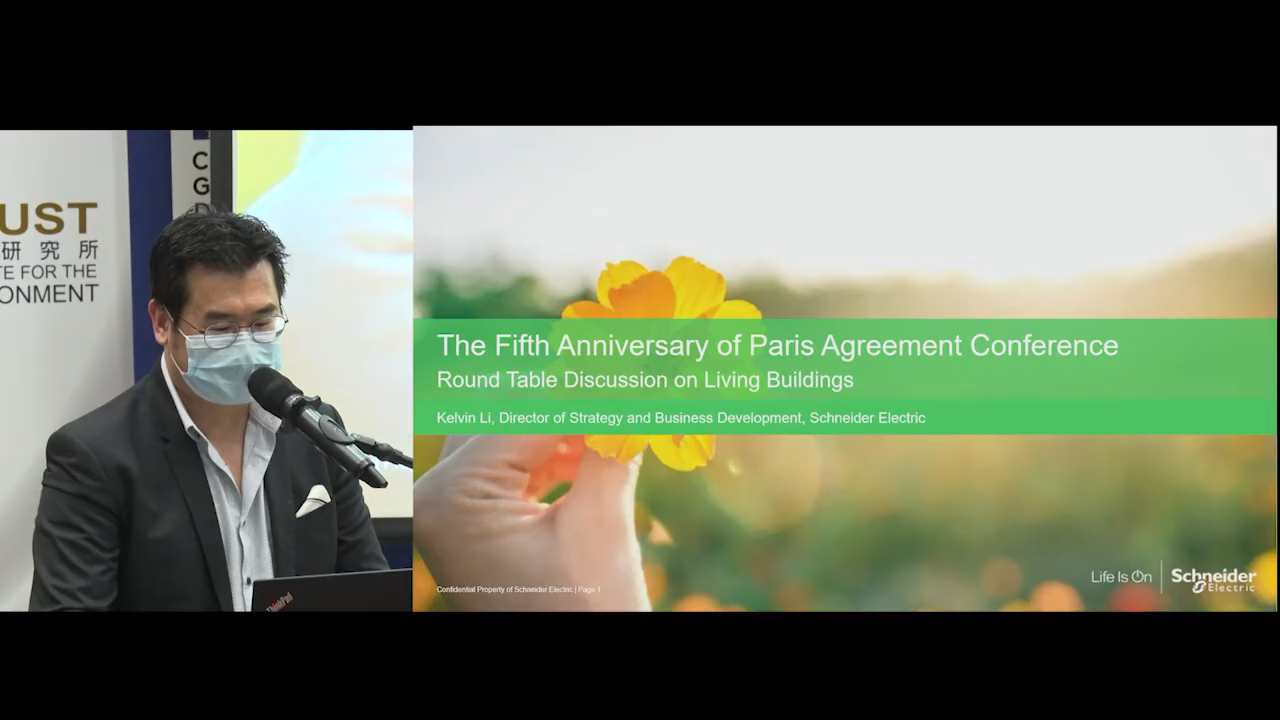 UST
研究所
TE FOR THE
ONMENT
C
G
D
ThinkPad
The Fifth Anniversary of Paris Agreement Conference
Round Table Discussion on Living Buildings
Kelvin Li, Director of Strategy and Business Development, Schneider Electric
Confidential Property of Schneider Electric | Page 1
Life Is On
Schneider
Electric